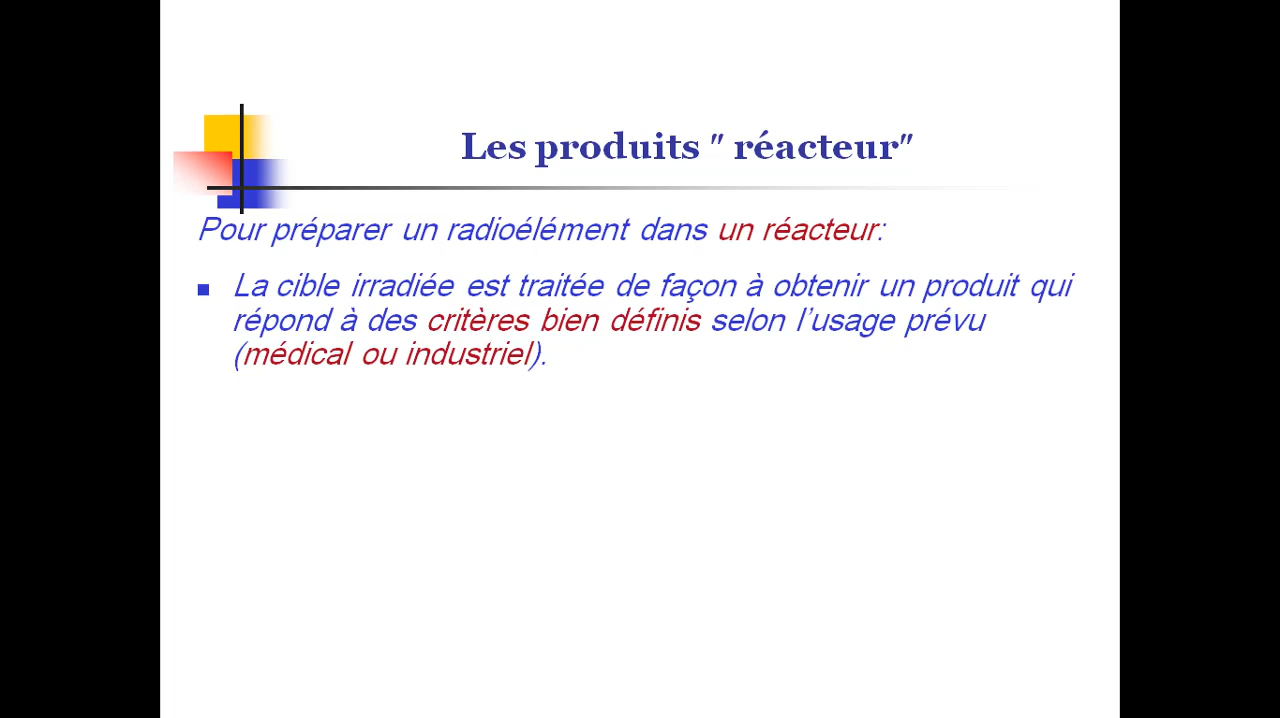 Les produits " réacteur"
Pour préparer un radioélément dans un réacteur:
La cible irradiée est traitée de façon à obtenir un produit qui
répond à des critères bien définis selon l’usage prévu
(médical ou industriel).